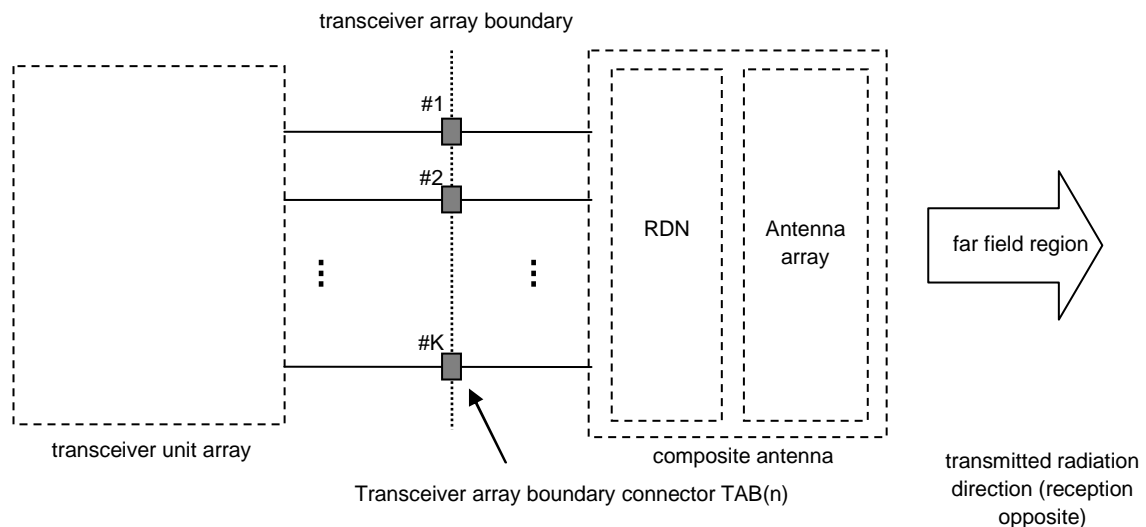 transceiver array boundary
#1
#2
RDN
Antenna
array
far field region
#K
transceiver unit array
composite antenna
Transceiver array boundary connector TAB(n)
transmitted radiation
direction (reception
opposite)